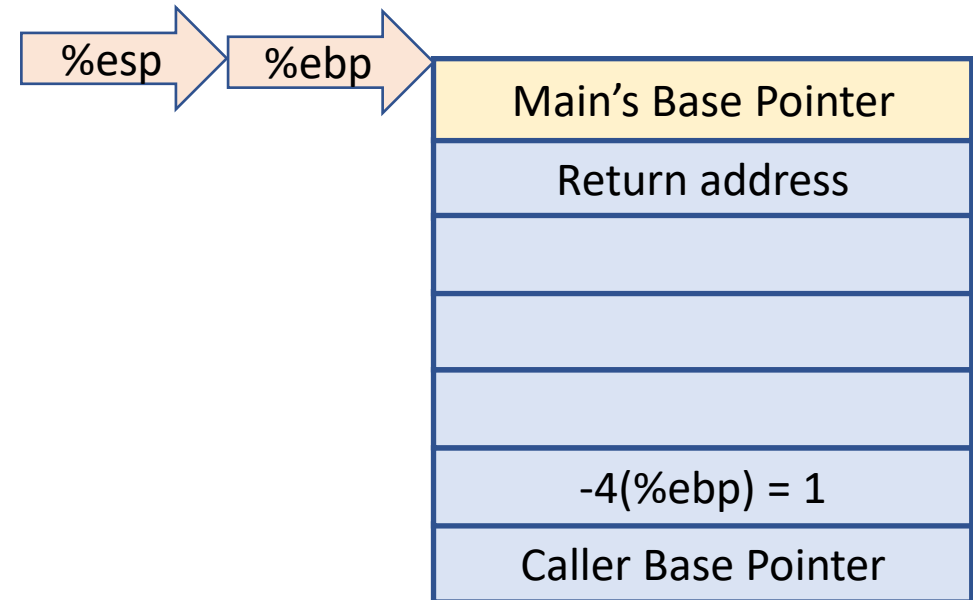 %esp
%ebp
Main’s Base Pointer
Return address
-4(%ebp) = 1
Caller Base Pointer